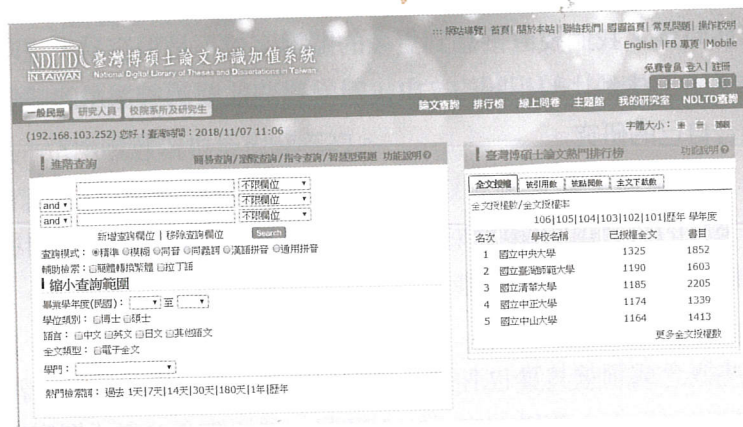 ::: 網站導覽| 首頁| 關於本站| 聯絡我們| 國圖首頁| 常見問題| 操作說明
English |FB 專頁 |Mobile
免費會員 登入| 註冊
NDLTD
IN TAIWAN
臺灣博碩士論文知識加值系統
National Digital Library of Theses and Dissertations in Taiwan
一般民眾 研究人員 校院系所及研究生
論文查詢 排行榜 線上問卷 主題館 我的研究室 NDLTD查詢
(192.168.103.252) 您好！臺灣時間：2018/11/07 11:06
字體大小：
進階查詢
簡易查詢/瀏覽查詢/指令查詢/智慧型選題 功能說明
不限欄位
and 不限欄位
and 不限欄位
新增查詢欄位 | 移除查詢欄位 Search
查詢模式：標準 模糊 同音 同義詞 漢語拼音 通用拼音
輔助檢索：簡體轉換繁體 拉丁語
縮小查詢範圍
畢業學年度(民國)： 至
學位類別：博士 碩士
語言：中文 英文 日文 其他語文
全文類型：電子全文
學門：
熱門檢索詞：過去 1天|7天|14天|30天|180天|1年|歷年
臺灣博碩士論文熱門排行榜 功能說明
全文授權 被引用數 被點閱數 全文下載數
全文授權數/全文授權率
106|105|104|103|102|101|歷年 學年度
名次 學校名稱 已授權全文 書目
1 國立中央大學 1325 1852
2 國立臺灣師範大學 1190 1603
3 國立清華大學 1185 2205
4 國立中正大學 1174 1339
5 國立中山大學 1164 1413
更多全文授權數